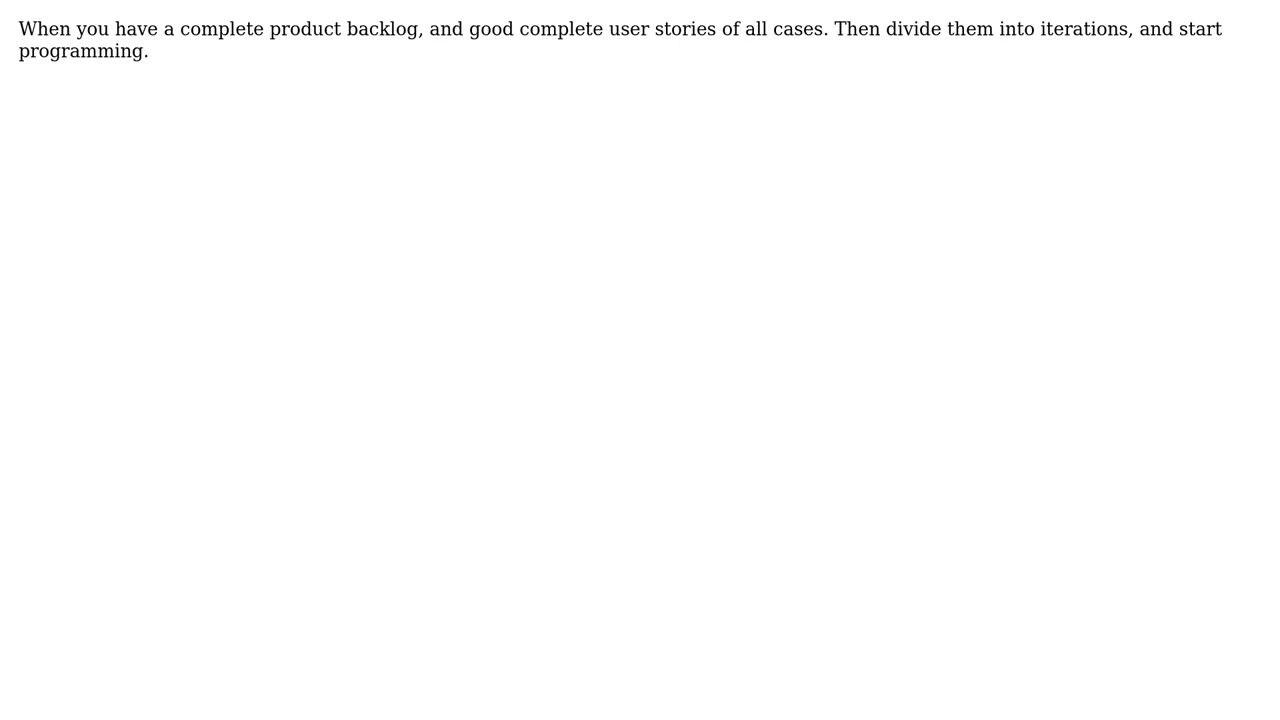 When you have a complete product backlog, and good complete user stories of all cases. Then divide them into iterations, and start
programming.